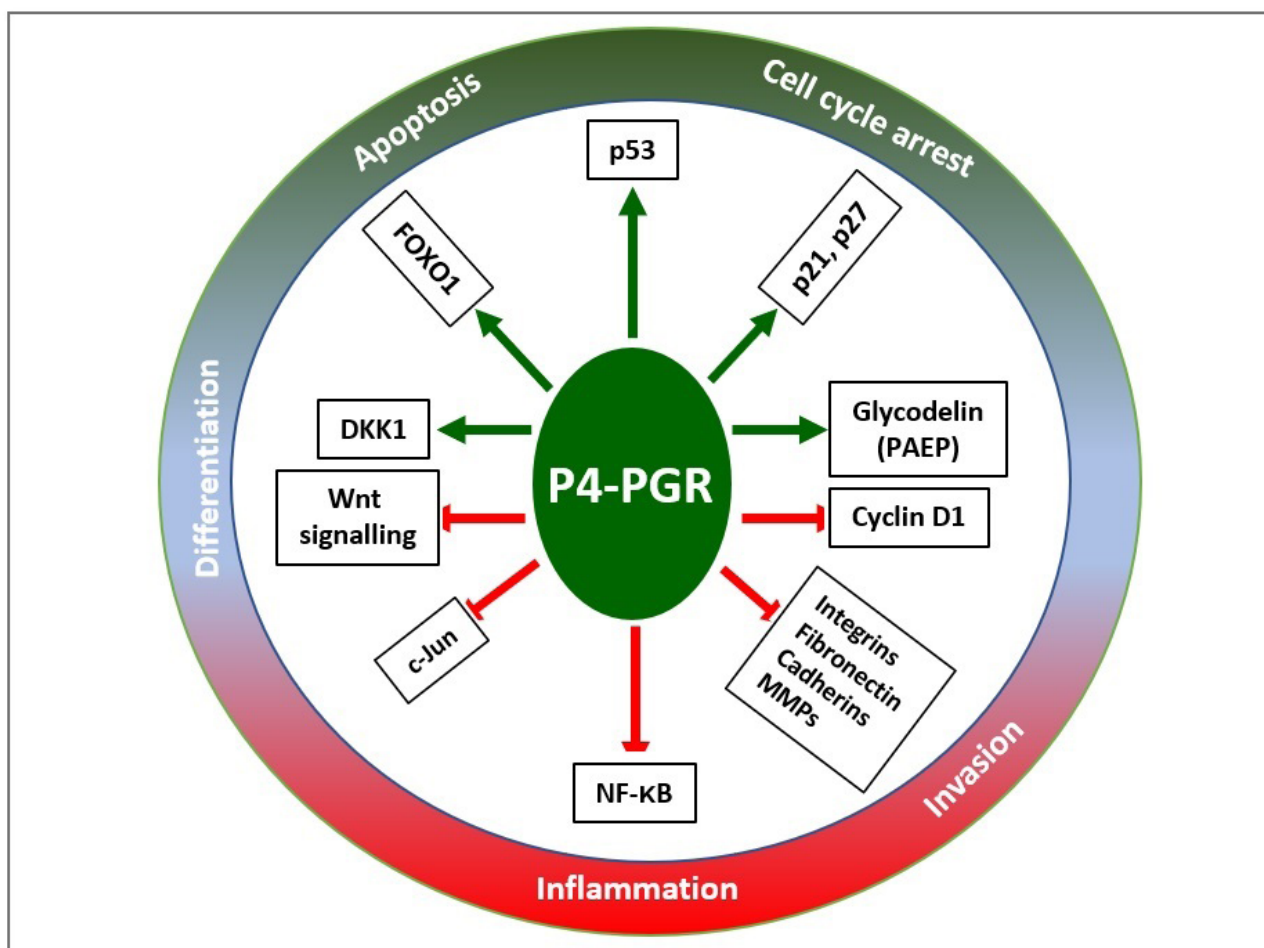 Apoptosis
Cell cycle arrest
p53
FOXO1
p21, p27
DKK1
Glycodelin
(PAEP)
Differentiation
P4-PGR
Wnt
signalling
Cyclin D1
c-Jun
Integrins
Fibronectin
Cadherins
MMPs
NF-κB
Invasion
Inflammation